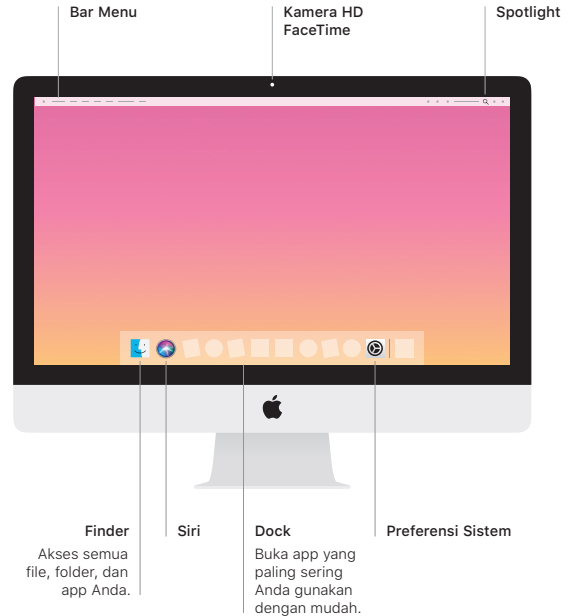 Bar Menu
Kamera HD
FaceTime
Spotlight
Finder
Akses semua
file, folder, dan
app Anda.
Siri
Dock
Buka app yang
paling sering
Anda gunakan
dengan mudah.
Preferensi Sistem